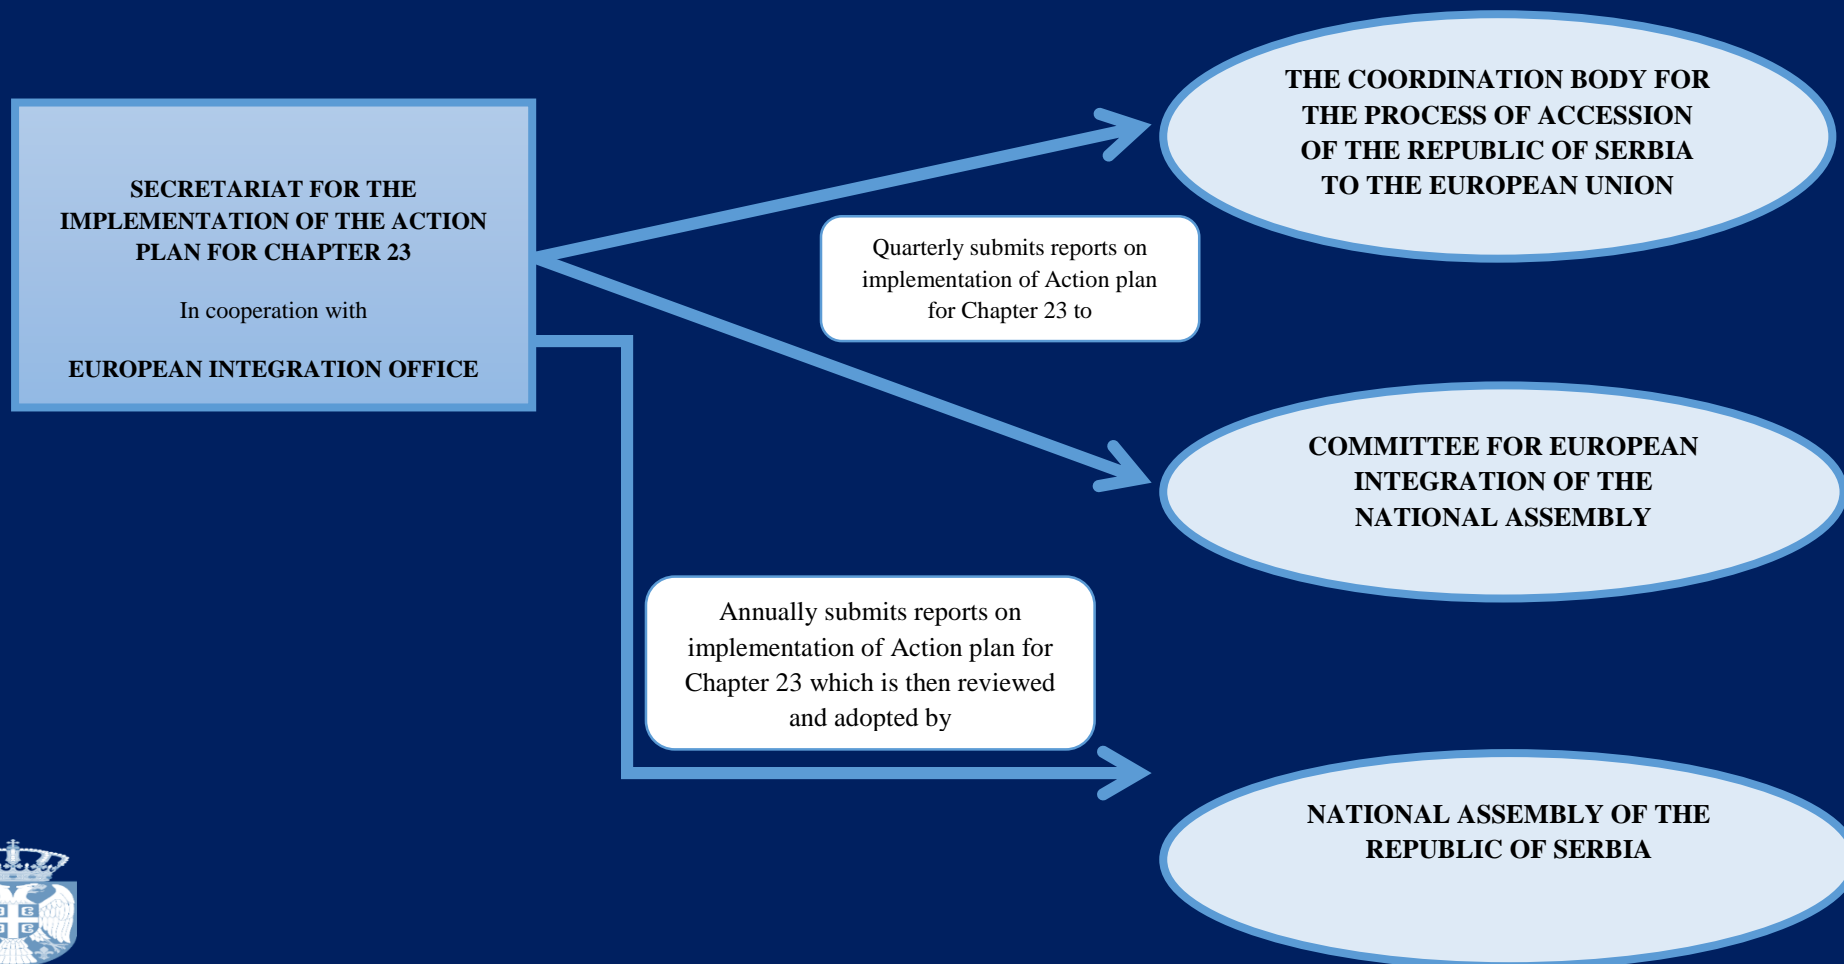 SECRETARIAT FOR THE
IMPLEMENTATION OF THE ACTION
PLAN FOR CHAPTER 23
In cooperation with
EUROPEAN INTEGRATION OFFICE
THE COORDINATION BODY FOR
THE PROCESS OF ACCESSION
OF THE REPUBLIC OF SERBIA
TO THE EUROPEAN UNION
Quarterly submits reports on
implementation of Action plan
for Chapter 23 to
COMMITTEE FOR EUROPEAN
INTEGRATION OF THE
NATIONAL ASSEMBLY
Annually submits reports on
implementation of Action plan for
Chapter 23 which is then reviewed
and adopted by
NATIONAL ASSEMBLY OF THE
REPUBLIC OF SERBIA